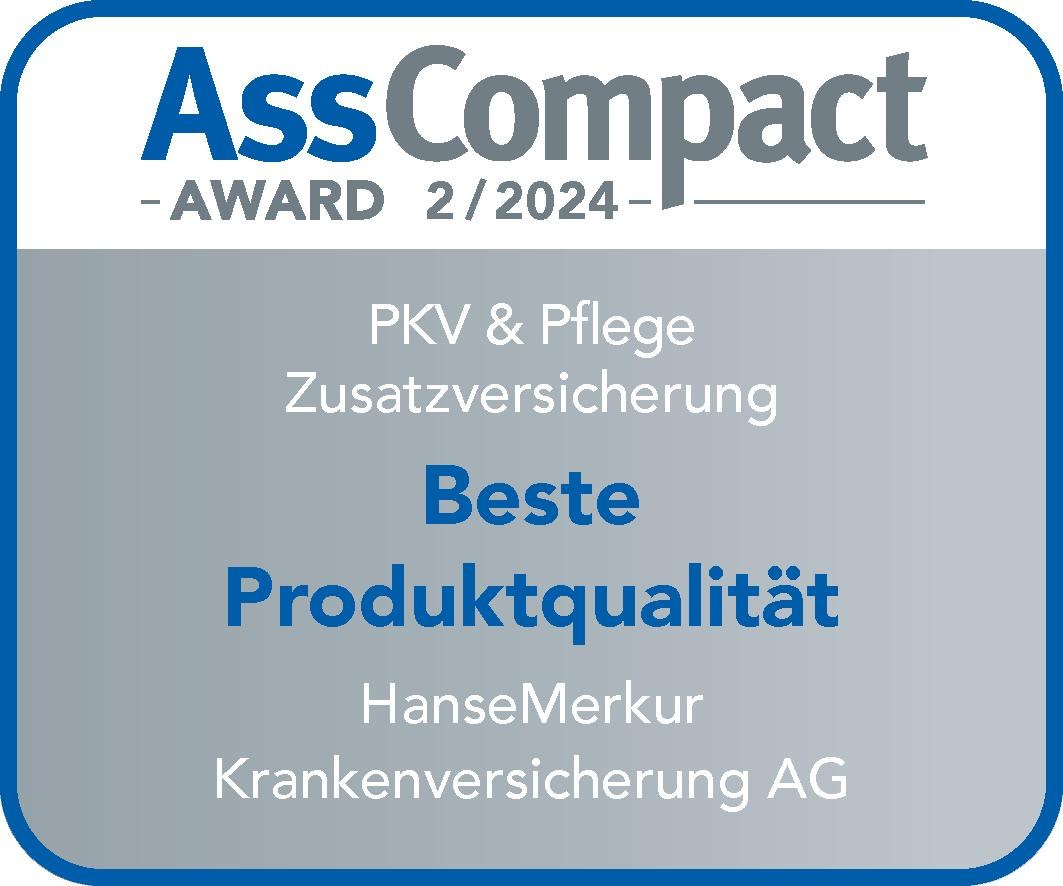 AssCompact
AWARD 2/2024
PKV & Pflege
Zusatzversicherung
Beste
Produktqualität
HanseMerkur
Krankenversicherung AG